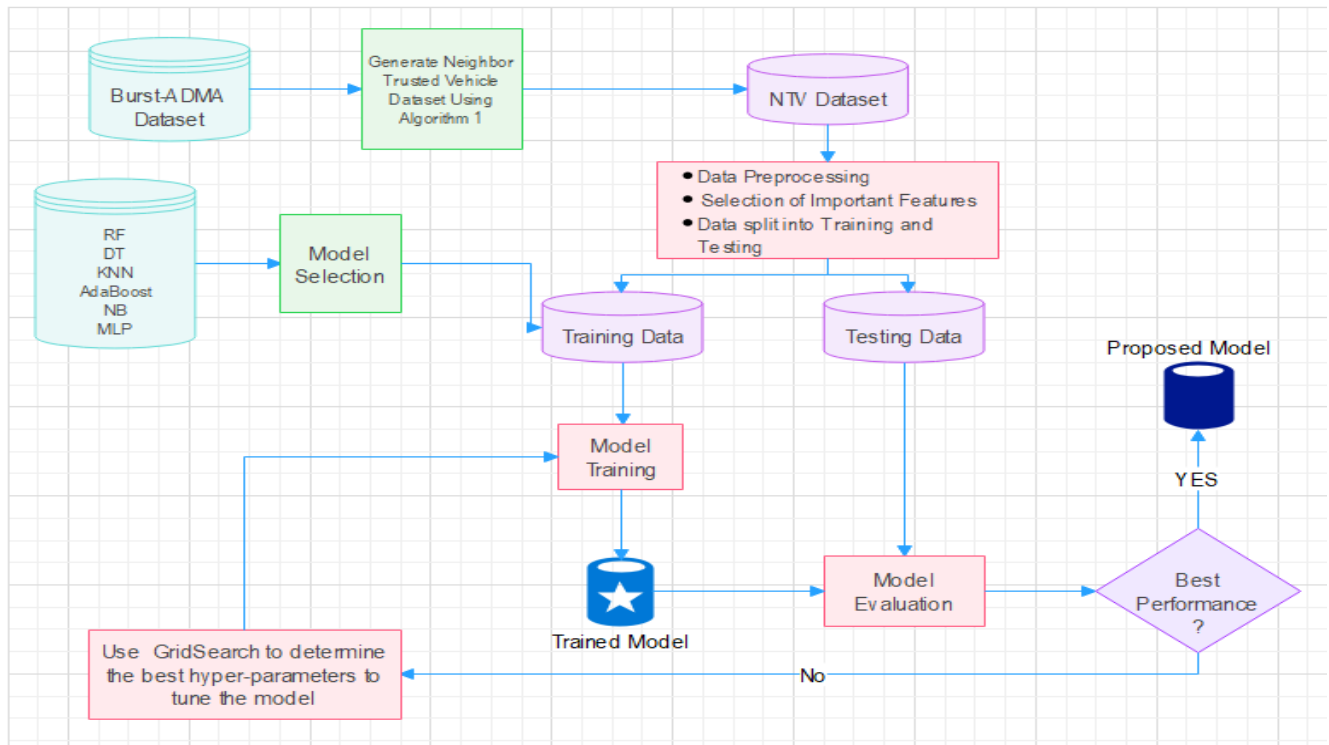 Burst-ADMA
Dataset
Generate Neighbor
Trusted Vehicle
Dataset Using
Algorithm 1
NTV Dataset
• Data Preprocessing
• Selection of Important Features
• Data split into Training and
Testing
RF
DT
KNN
AdaBoost
NB
MLP
Model
Selection
Training Data
Testing Data
Proposed Model
Model
Training
YES
Trained Model
Model
Evaluation
Best
Performance
?
Use GridSearch to determine
the best hyper-parameters to
tune the model
No